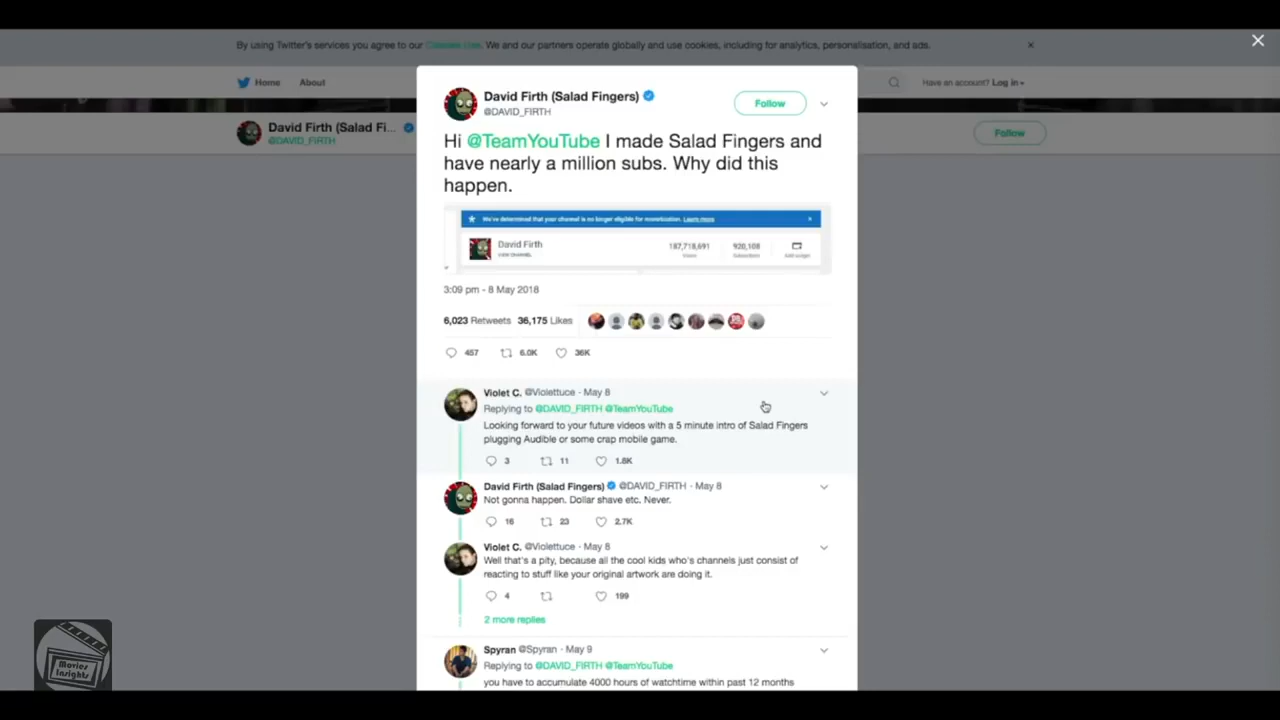 By using Twitter's services you agree to our Cookies Use. We and our partners operate globally and use cookies, including for analytics, personalisation, and ads.
Home About
Have an account? Log in
David Firth (Salad Fi...
@DAVID_FIRTH
Follow
David Firth (Salad Fingers)
@DAVID_FIRTH
Follow
Hi @TeamYouTube I made Salad Fingers and
have nearly a million subs. Why did this
happen.
We've determined that your channel is no longer eligible for monetization. Learn more
David Firth
VIEW CHANNEL
187,718,691
Views
920,108
Subscribers
Add widget
3:09 pm - 8 May 2018
6,023 Retweets 36,175 Likes
457 6.0K 36K
Violet C. @Violettuce · May 8
Replying to @DAVID_FIRTH @TeamYouTube
Looking forward to your future videos with a 5 minute intro of Salad Fingers
plugging Audible or some crap mobile game.
3 11 1.8K
David Firth (Salad Fingers) @DAVID_FIRTH · May 8
Not gonna happen. Dollar shave etc. Never.
16 23 2.7K
Violet C. @Violettuce · May 8
Well that's a pity, because all the cool kids who's channels just consist of
reacting to stuff like your original artwork are doing it.
4 199
2 more replies
Spyran @Spyran · May 9
Replying to @DAVID_FIRTH @TeamYouTube
you have to accumulate 4000 hours of watchtime within past 12 months
Movies
Insights